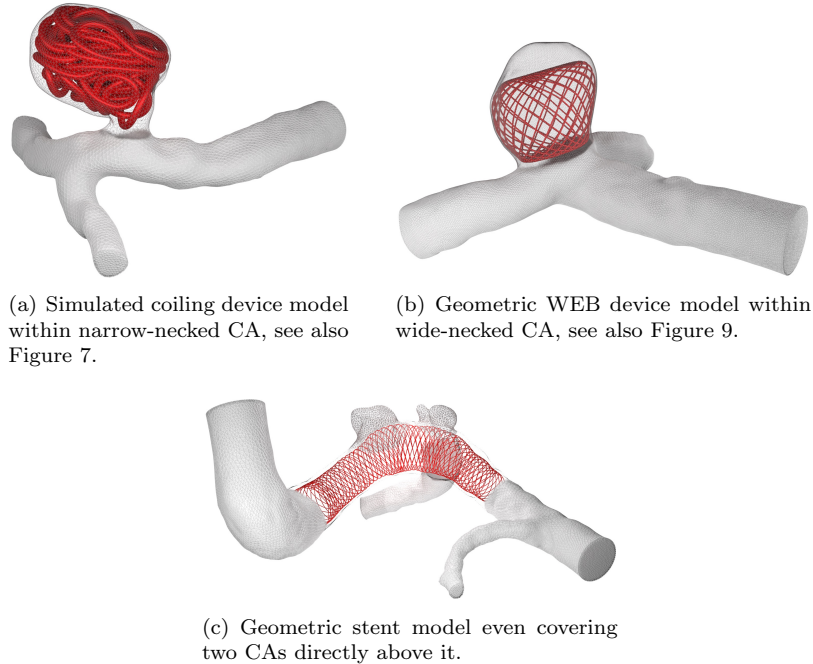 (a) Simulated coiling device model
within narrow-necked CA, see also
Figure 7.
(b) Geometric WEB device model within
wide-necked CA, see also Figure 9.
(c) Geometric stent model even covering
two CAs directly above it.